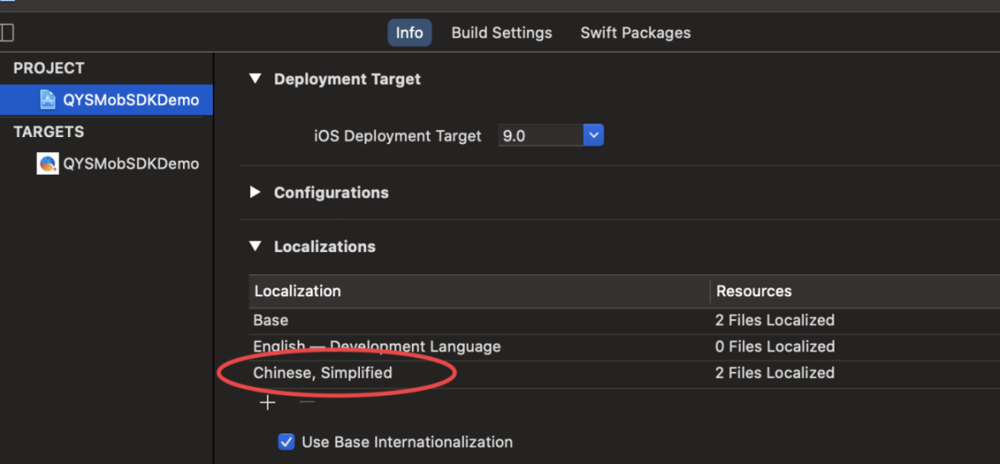 Info Build Settings Swift Packages
PROJECT
QYSMobSDKDemo
TARGETS
QYSMobSDKDemo
Deployment Target
iOS Deployment Target 9.0
Configurations
Localizations
Localization Resources
Base 2 Files Localized
English — Development Language 0 Files Localized
Chinese, Simplified 2 Files Localized
Use Base Internationalization